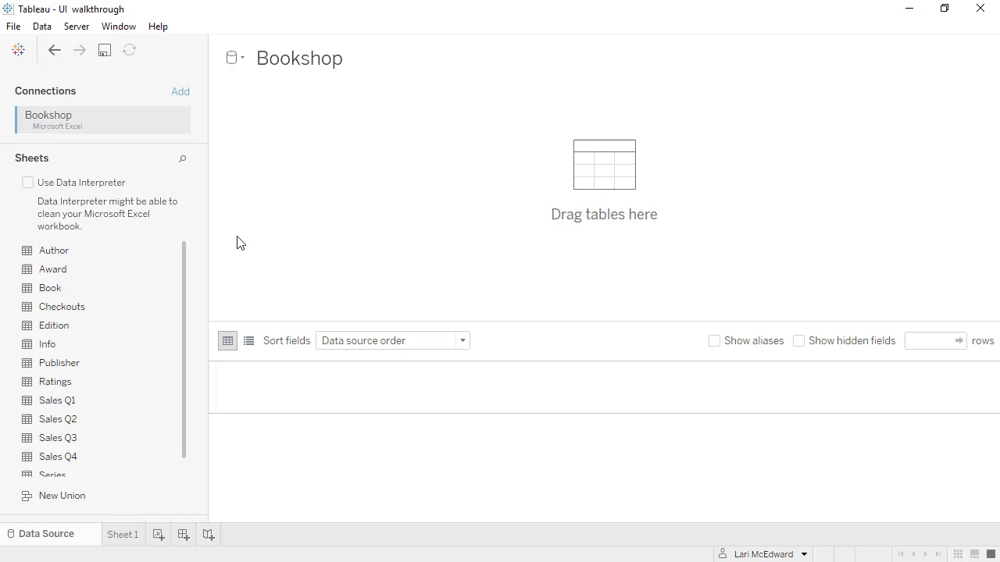 Tableau - UI walkthrough
File Data Server Window Help
Bookshop
Connections Add
Bookshop
Microsoft Excel
Sheets
Use Data Interpreter
Data Interpreter might be able to
clean your Microsoft Excel
workbook.
Drag tables here
Author
Award
Book
Checkouts
Edition
Info
Publisher
Ratings
Sales Q1
Sales Q2
Sales Q3
Sales Q4
Series
New Union
Sort fields Data source order Show aliases Show hidden fields rows
Data Source Sheet 1
Lari McEdward